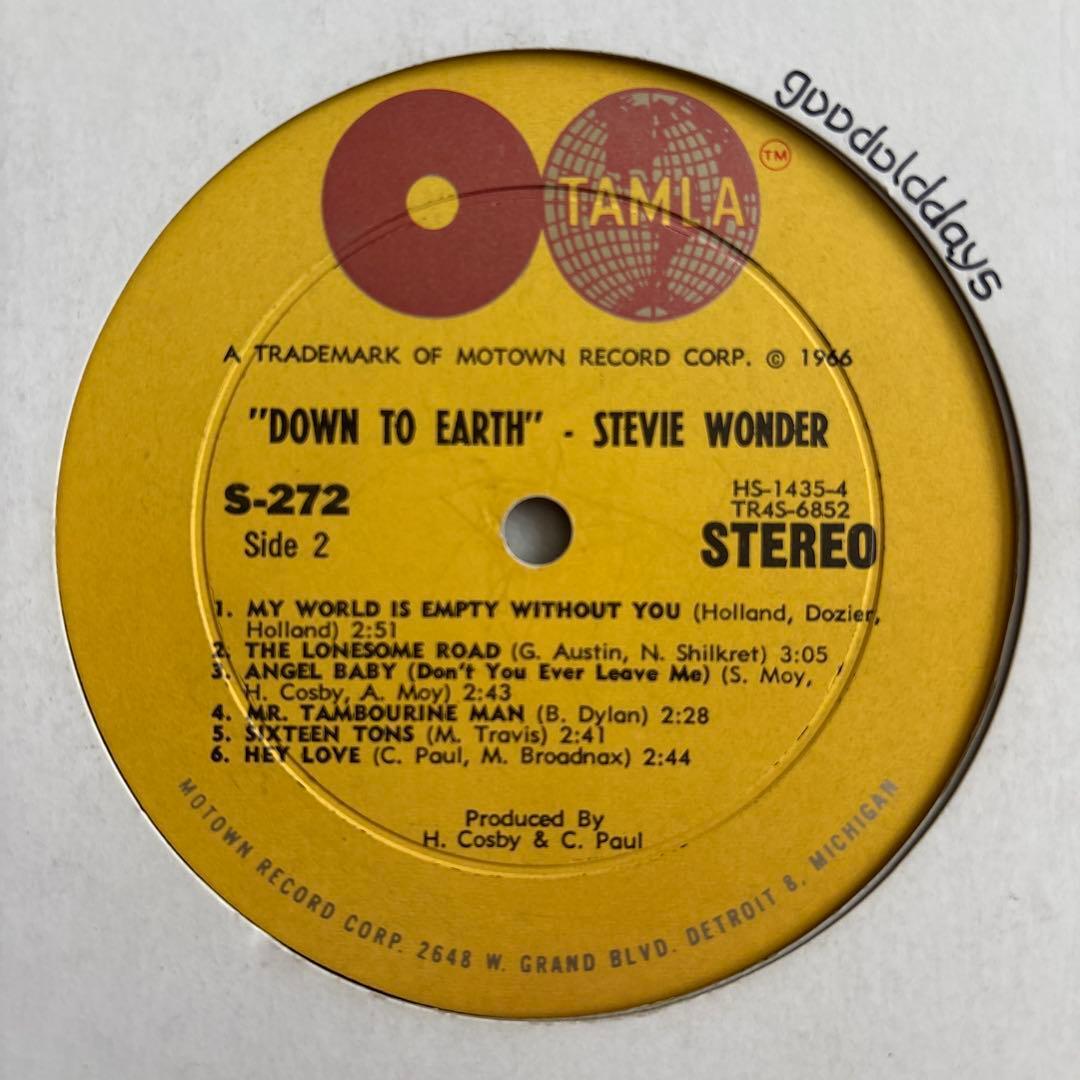 gooddolddays
TAMLA
TM
A TRADEMARK OF MOTOWN RECORD CORP. © 1966
"DOWN TO EARTH" - STEVIE WONDER
S-272
Side 2
HS-1435-4
TR4S-6852
STEREO
1. MY WORLD IS EMPTY WITHOUT YOU (Holland, Dozier,
Holland) 2:51
2. THE LONESOME ROAD (G. Austin, N. Shilkret) 3:05
3. ANGEL BABY (Don't You Ever Leave Me) (S. Moy,
H. Cosby, A. Moy) 2:43
4. MR. TAMBOURINE MAN (B. Dylan) 2:28
5. SIXTEEN TONS (M. Travis) 2:41
6. HEY LOVE (C. Paul, M. Broadnax) 2:44
Produced By
H. Cosby & C. Paul
MOTOWN RECORD CORP. 2648 W. GRAND BLVD. DETROIT 8, MICHIGAN